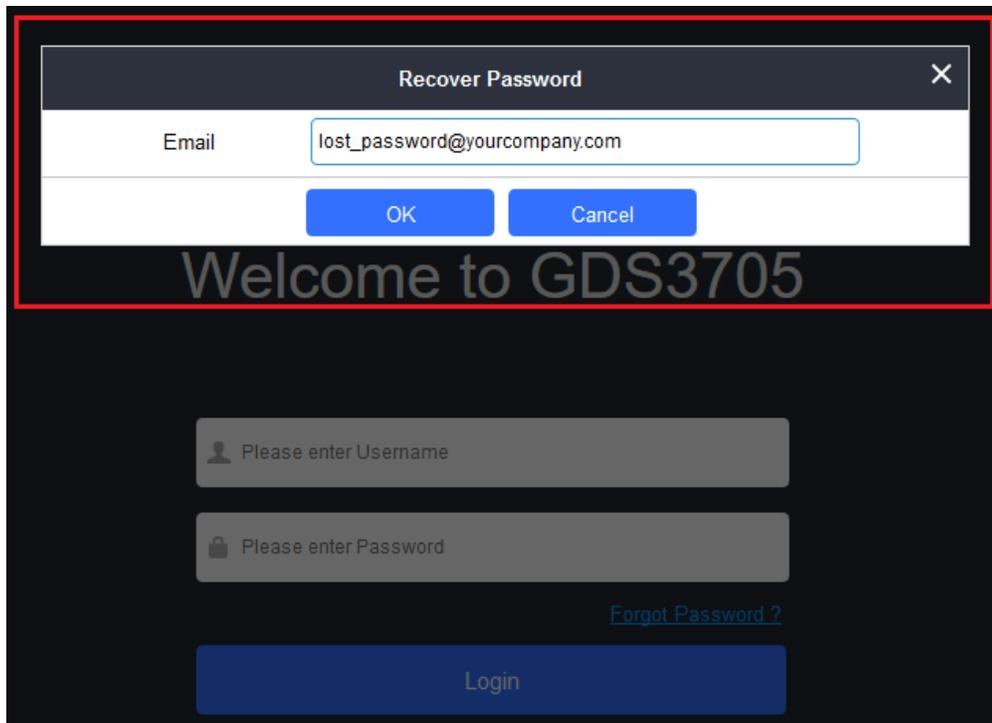 Recover Password
Email lost_password@yourcompany.com
OK Cancel
Welcome to GDS3705
Please enter Username
Please enter Password
Forgot Password ?
Login